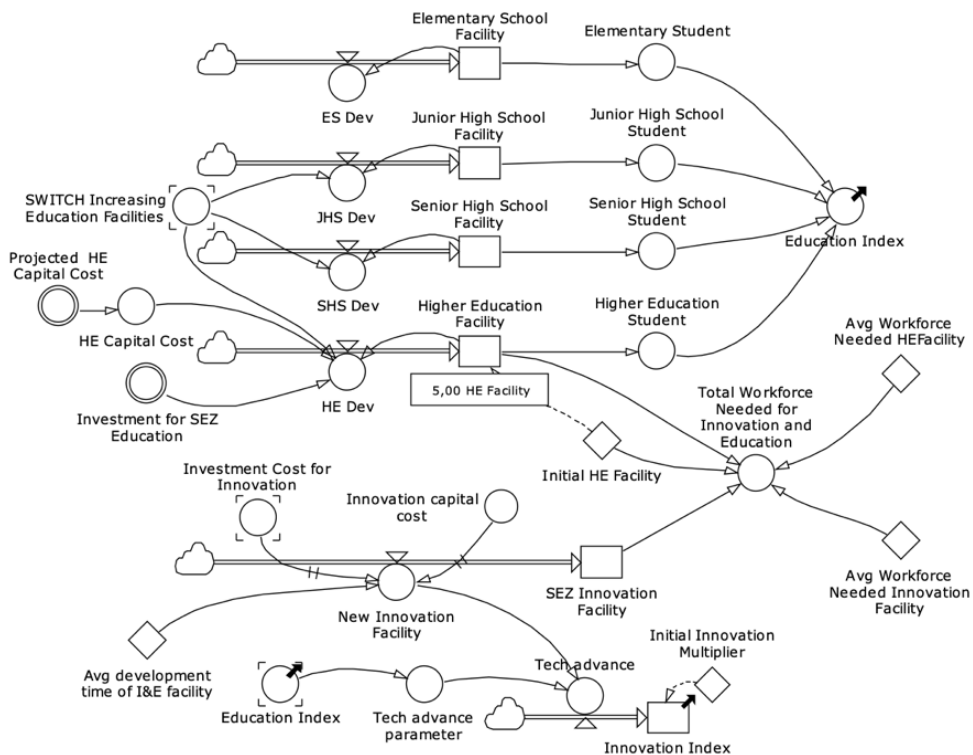 Elementary School
Facility
Elementary Student
ES Dev
Junior High School
Facility
Junior High School
Student
SWITCH Increasing
Education Facilities
JHS Dev
Senior High School
Facility
Senior High School
Student
Education Index
Projected HE
Capital Cost
SHS Dev
Higher Education
Facility
Higher Education
Student
HE Capital Cost
Avg Workforce
Needed HEFacility
5,00 HE Facility
HE Dev
Investment for SEZ
Education
Total Workforce
Needed for
Innovation and
Education
Initial HE Facility
Investment Cost for
Innovation
Innovation capital
cost
SEZ Innovation
Facility
Avg Workforce
Needed Innovation
Facility
New Innovation
Facility
Avg development
time of I&E facility
Initial Innovation
Multiplier
Tech advance
Education Index
Tech advance
parameter
Innovation Index